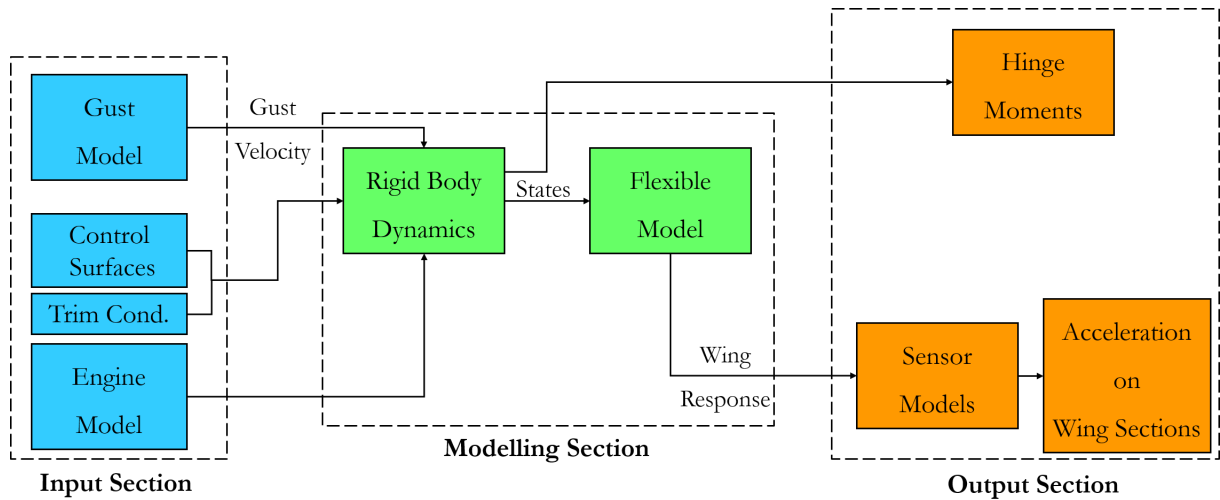 Gust
Model
Control
Surfaces
Trim Cond.
Engine
Model
Input Section
Gust
Velocity
Rigid Body
Dynamics
States
Flexible
Model
Wing
Response
Modelling Section
Hinge
Moments
Sensor
Models
Acceleration
on
Wing Sections
Output Section